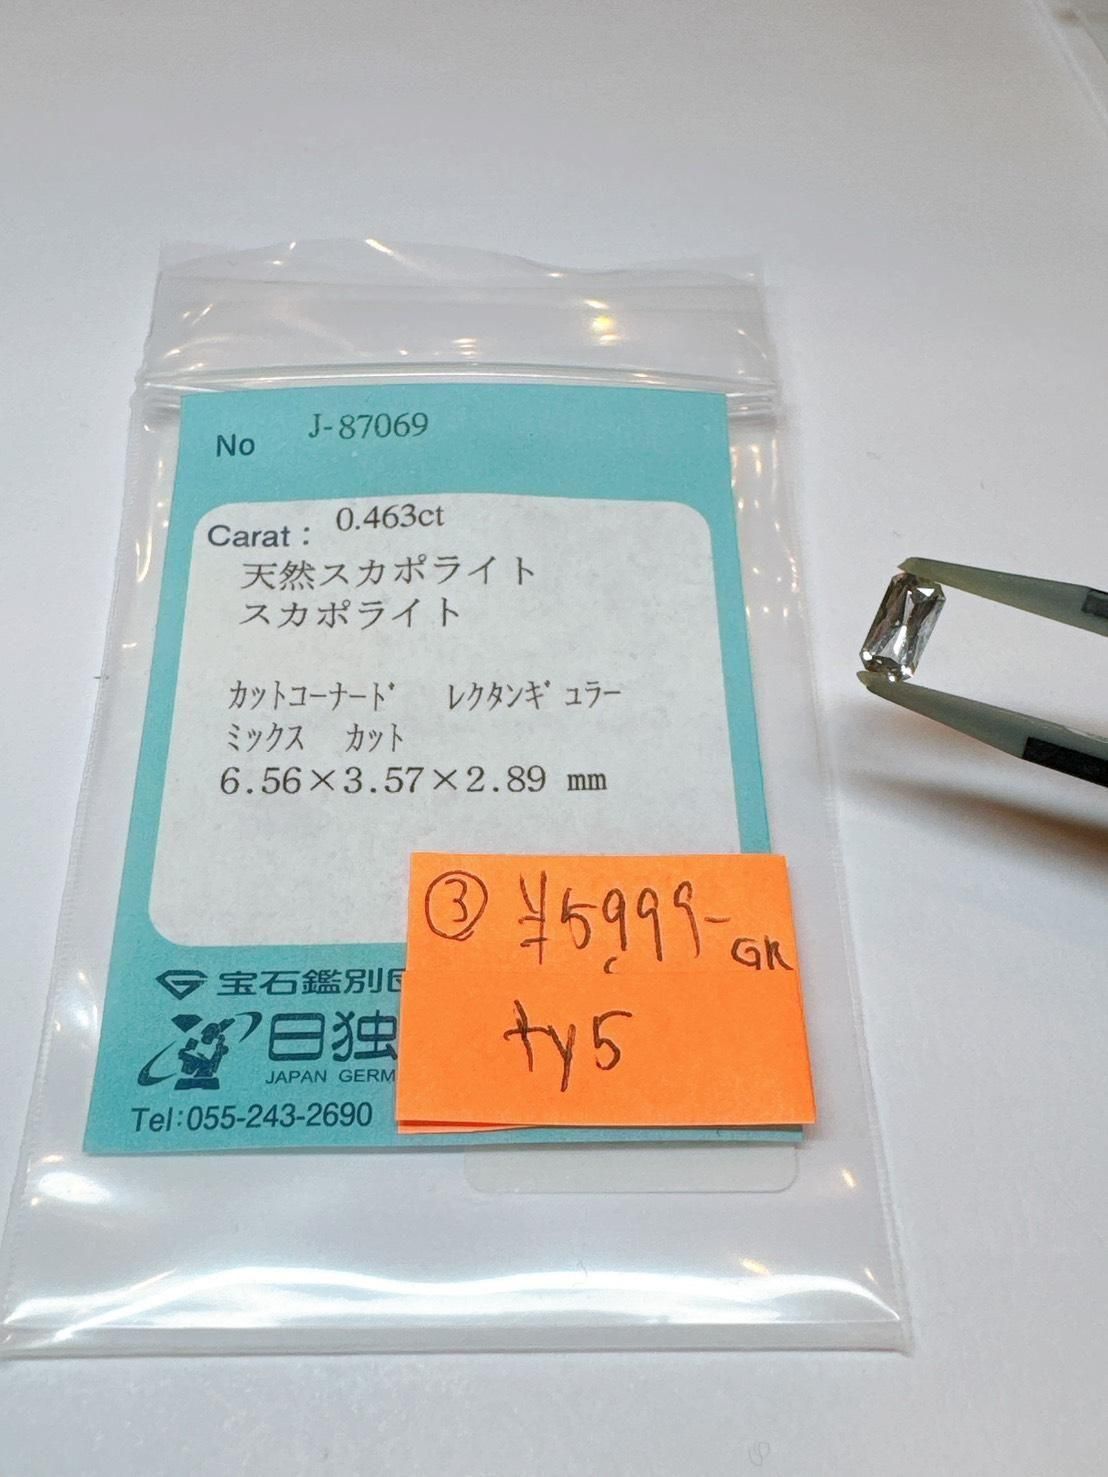 No J-87069
Carat: 0.463ct
天然スカポライト
スカポライト
カットコーナード レクタンギュラー
ミックス カット
6.56×3.57×2.89 mm
③ ¥5,999-
GK
ty5
宝石鑑別
日独
JAPAN GERM
Tel:055-243-2690